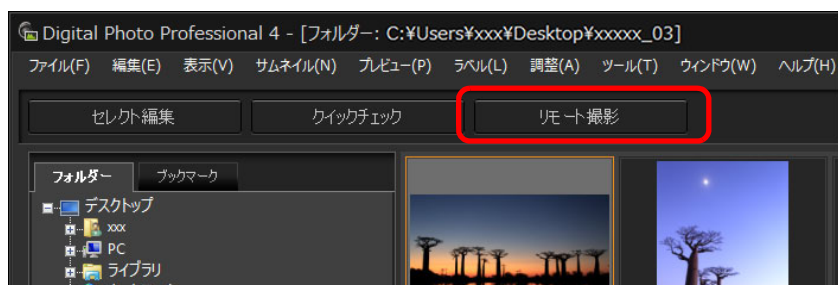 Digital Photo Professional 4 - [フォルダー: C:¥Users¥xxx¥Desktop¥xxxxx_03]
ファイル(F) 編集(E) 表示(V) サムネイル(N) プレビュー(P) ラベル(L) 調整(A) ツール(T) ウィンドウ(W) ヘルプ(H)
セレクト編集 クイックチェック リモート撮影
フォルダー ブックマーク
デスクトップ
xxx
PC
ライブラリ